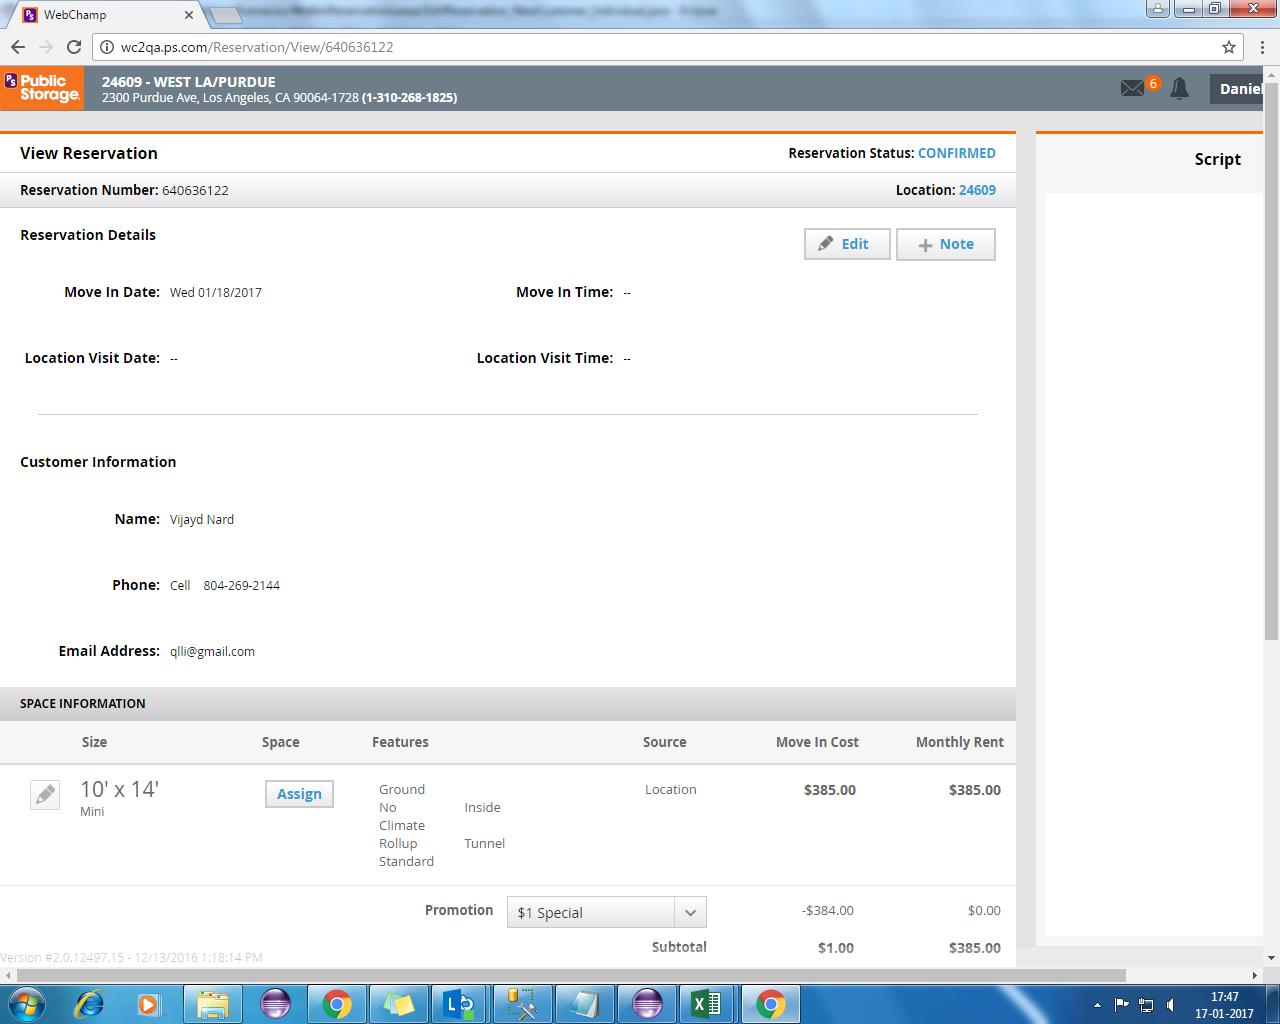 WebChamp
wc2qa.ps.com/Reservation/View/640636122
Public Storage
24609 - WEST LA/PURDUE
2300 Purdue Ave, Los Angeles, CA 90064-1728 (1-310-268-1825)
6
Daniel
View Reservation
Reservation Status: CONFIRMED
Script
Reservation Number: 640636122
Location: 24609
Reservation Details
Edit
Note
Move In Date: Wed 01/18/2017
Move In Time: --
Location Visit Date: --
Location Visit Time: --
Customer Information
Name: Vijayd Nard
Phone: Cell 804-269-2144
Email Address: qlli@gmail.com
SPACE INFORMATION
Size Space Features Source Move In Cost Monthly Rent
10' x 14'
Mini
Assign
Ground
No Inside
Climate
Rollup Tunnel
Standard
Location
$385.00
$385.00
Promotion $1 Special -$384.00 $0.00
Subtotal $1.00 $385.00
Version #2.0.12497.15 - 12/13/2016 1:18:14 PM
17:47
17-01-2017